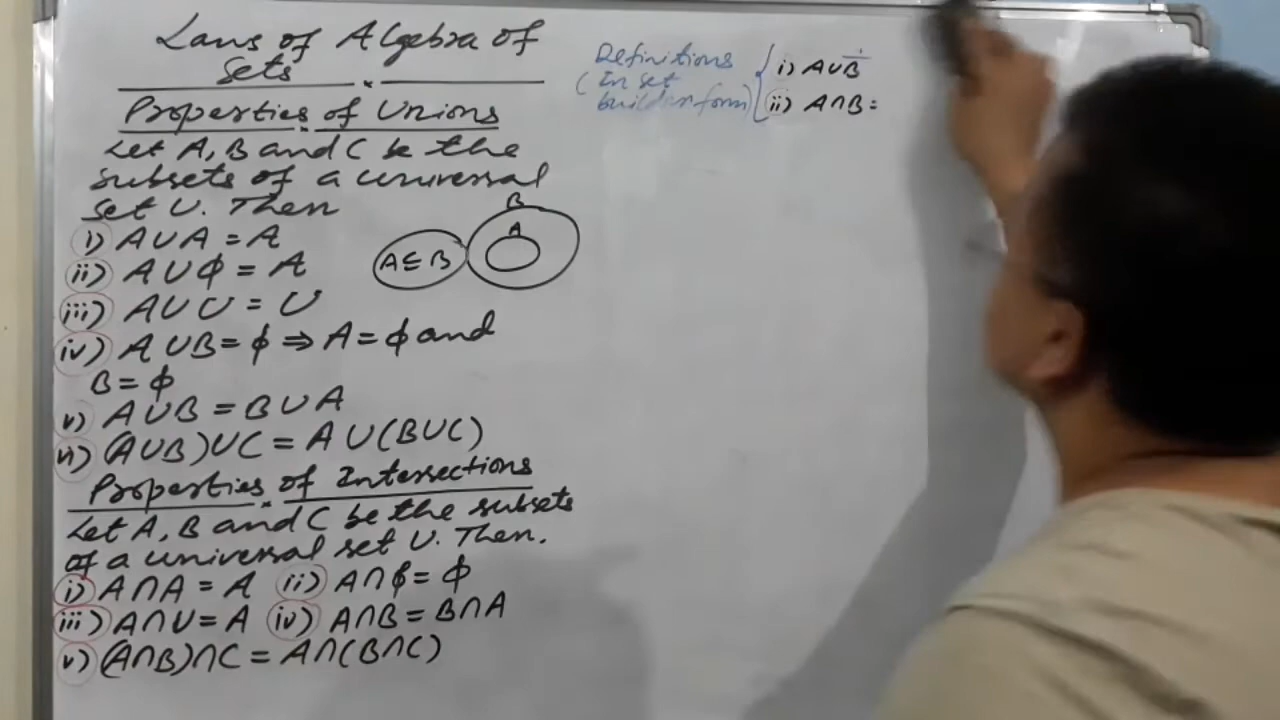 Laws of Algebra of
Sets
Properties of Unions
Let A, B and C be the
subsets of a universal
set U. Then
i) A∪A = A
ii) A∪ϕ = A
iii) A∪U = U
iv) A∪B = ϕ ⇒ A = ϕ and
B = ϕ
v) A∪B = B∪A
vi) (A∪B)∪C = A∪(B∪C)
A⊆B
B
A
Properties of Intersections
Let A, B and C be the subsets
of a universal set U. Then.
i) A∩A = A ii) A∩ϕ = ϕ
iii) A∩U = A iv) A∩B = B∩A
v) (A∩B)∩C = A∩(B∩C)
Definitions
(In set
builder form)
i) A∪B
ii) A∩B =